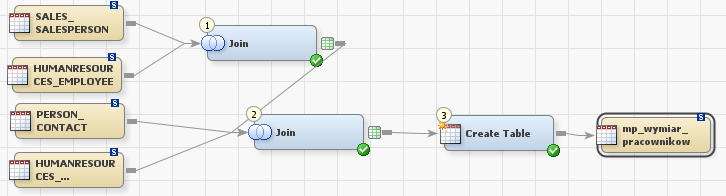 SALES_
SALESPERSON
S
1
Join
HUMANRESOUR
CES_EMPLOYEE
S
PERSON_
CONTACT
S
2
Join
3
Create Table
mp_wymiar_
pracownikow
S
HUMANRESOUR
CES_...
S